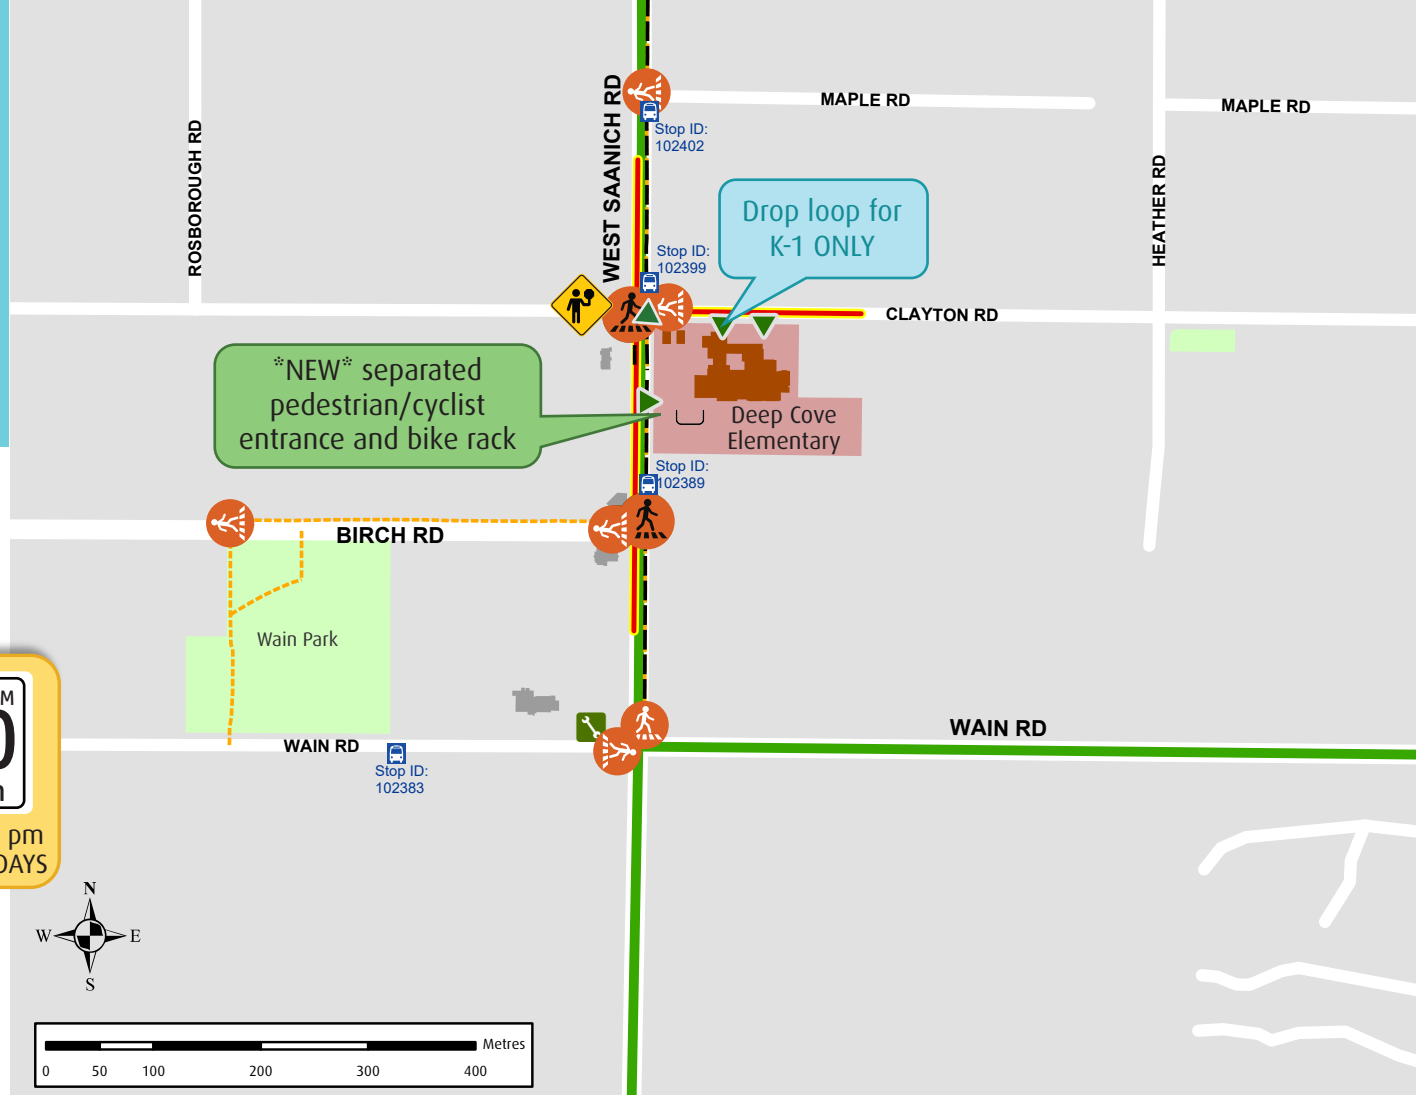 MAPLE RD
MAPLE RD
WEST SAANICH RD
Stop ID:
102402
ROSBOROUGH RD
HEATHER RD
Drop loop for
K-1 ONLY
Stop ID:
102399
CLAYTON RD
*NEW* separated
pedestrian/cyclist
entrance and bike rack
Deep Cove
Elementary
Stop ID:
102389
BIRCH RD
Wain Park
M
0
pm
DAYS
WAIN RD
WAIN RD
Stop ID:
102383
N
W
E
S
Metres
0 50 100 200 300 400